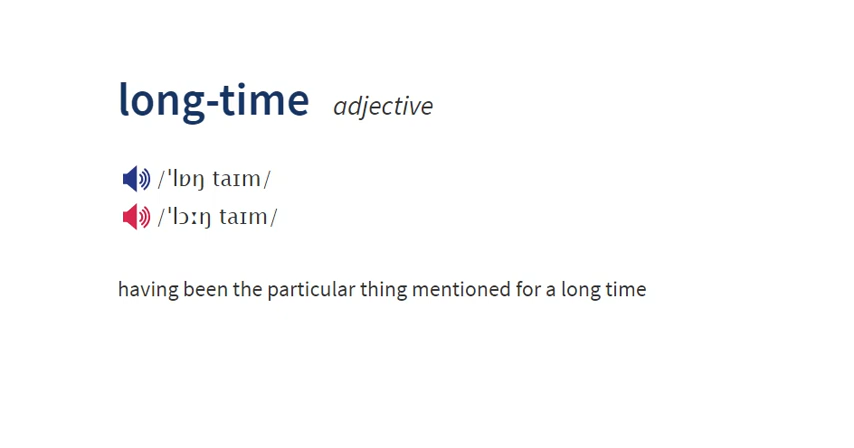 long-time adjective
/ˈlɒŋ taɪm/
/ˈlɔːŋ taɪm/
having been the particular thing mentioned for a long time